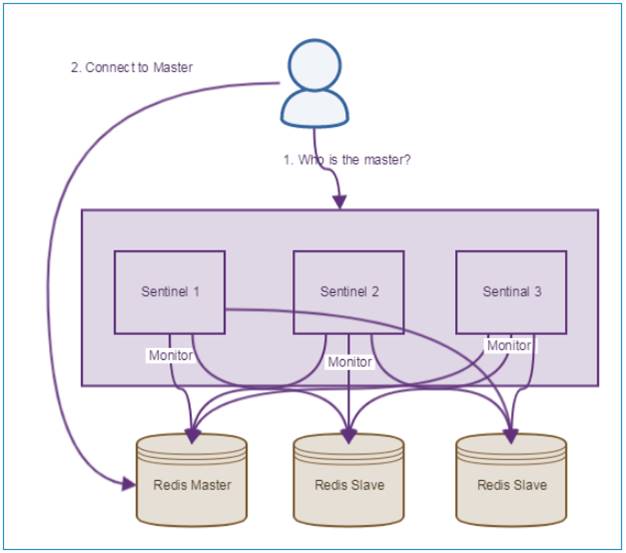 2. Connect to Master
1. Who is the master?
Sentinel 1
Sentinel 2
Sentinal 3
Monitor
Monitor
Monitor
Redis Master
Redis Slave
Redis Slave